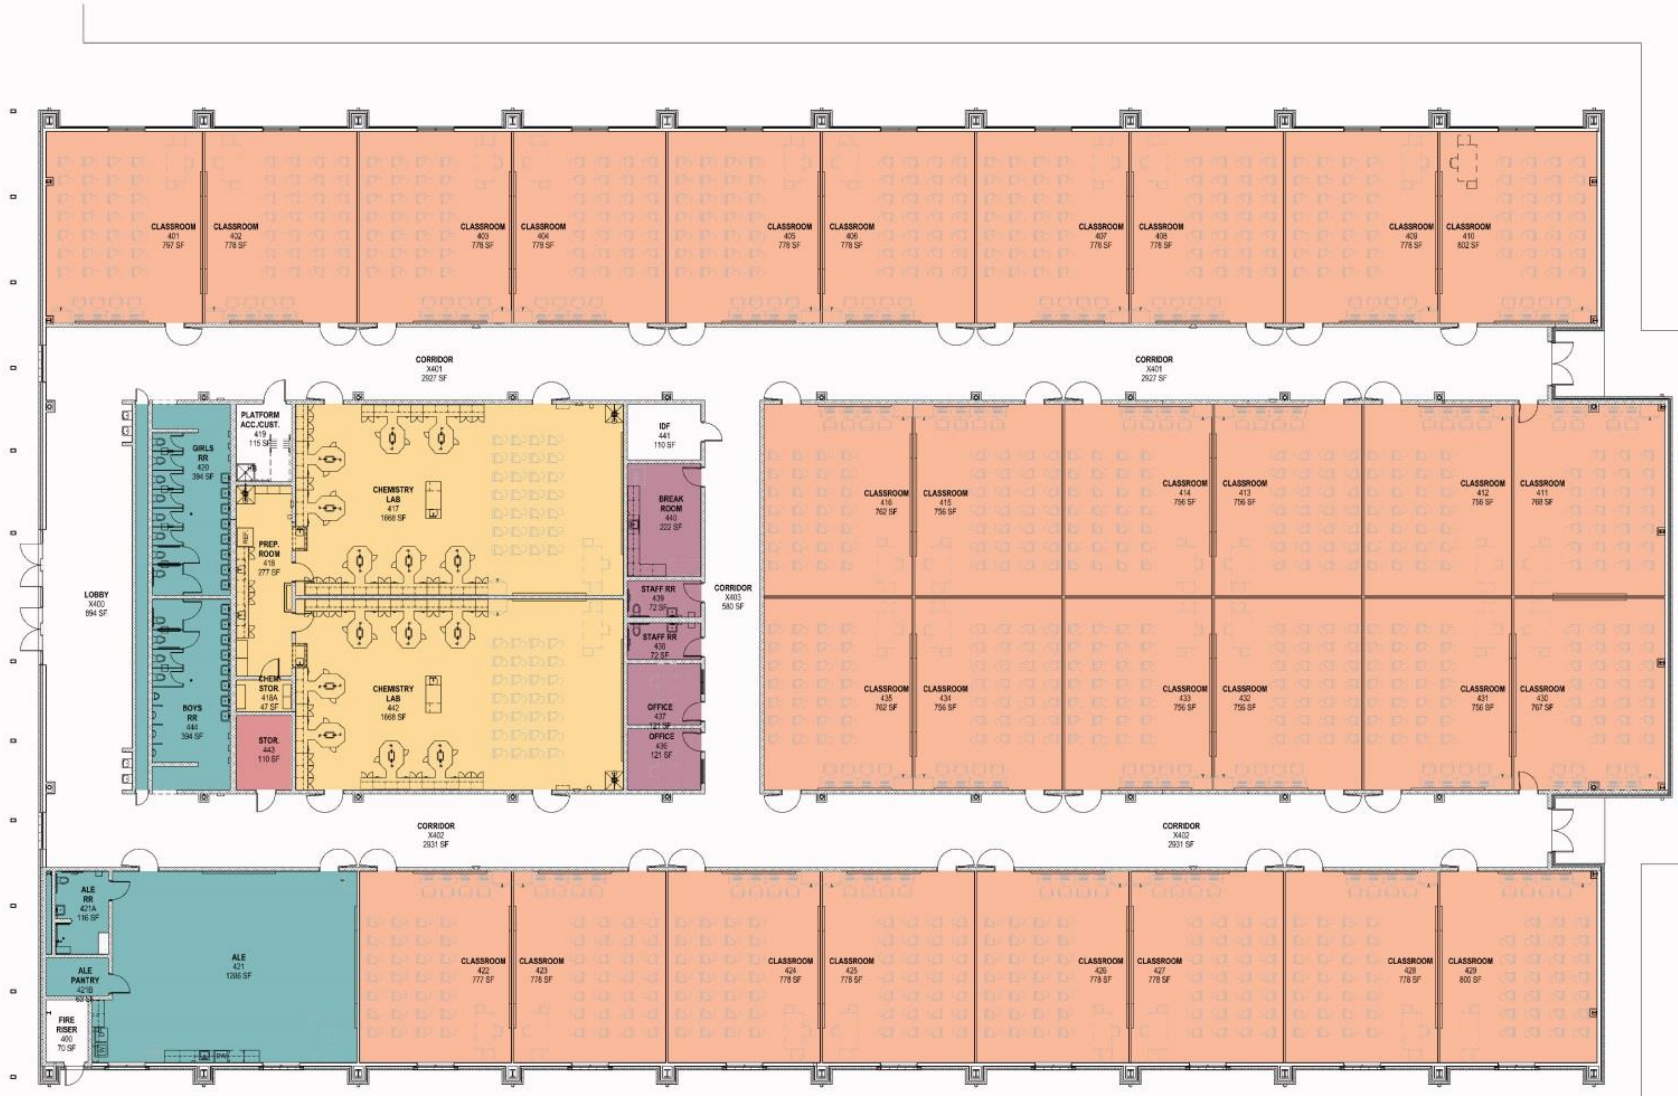 CLASSROOM
401
797 SF
CLASSROOM
402
778 SF
CLASSROOM
403
778 SF
CLASSROOM
404
778 SF
CLASSROOM
405
778 SF
CLASSROOM
406
778 SF
CLASSROOM
407
778 SF
CLASSROOM
408
778 SF
CLASSROOM
409
778 SF
CLASSROOM
410
802 SF
CORRIDOR
X401
2927 SF
CORRIDOR
X401
2927 SF
PLATFORM
ACC./CUST.
419
115 SF
GIRLS
RR
420
394 SF
CHEMISTRY
LAB
417
1668 SF
IDF
441
110 SF
BREAK
ROOM
440
222 SF
CLASSROOM
416
762 SF
CLASSROOM
415
756 SF
CLASSROOM
414
756 SF
CLASSROOM
413
756 SF
CLASSROOM
412
756 SF
CLASSROOM
411
768 SF
REF.
PREP.
ROOM
418
277 SF
LOBBY
X400
894 SF
STAFF RR
439
72 SF
CORRIDOR
X403
580 SF
STAFF RR
438
72 SF
CHEM
STOR.
418A
47 SF
BOYS
RR
444
394 SF
CHEMISTRY
LAB
442
1668 SF
OFFICE
437
121 SF
STOR.
443
110 SF
OFFICE
436
121 SF
CLASSROOM
435
762 SF
CLASSROOM
434
756 SF
CLASSROOM
433
756 SF
CLASSROOM
432
756 SF
CLASSROOM
431
756 SF
CLASSROOM
430
767 SF
CORRIDOR
X402
2931 SF
CORRIDOR
X402
2931 SF
ALE
RR
421A
116 SF
ALE
PANTRY
421B
63 SF
FIRE
RISER
400
70 SF
ALE
421
1286 SF
CLASSROOM
422
777 SF
CLASSROOM
423
778 SF
CLASSROOM
424
778 SF
CLASSROOM
425
778 SF
CLASSROOM
426
778 SF
CLASSROOM
427
778 SF
CLASSROOM
428
778 SF
CLASSROOM
429
800 SF